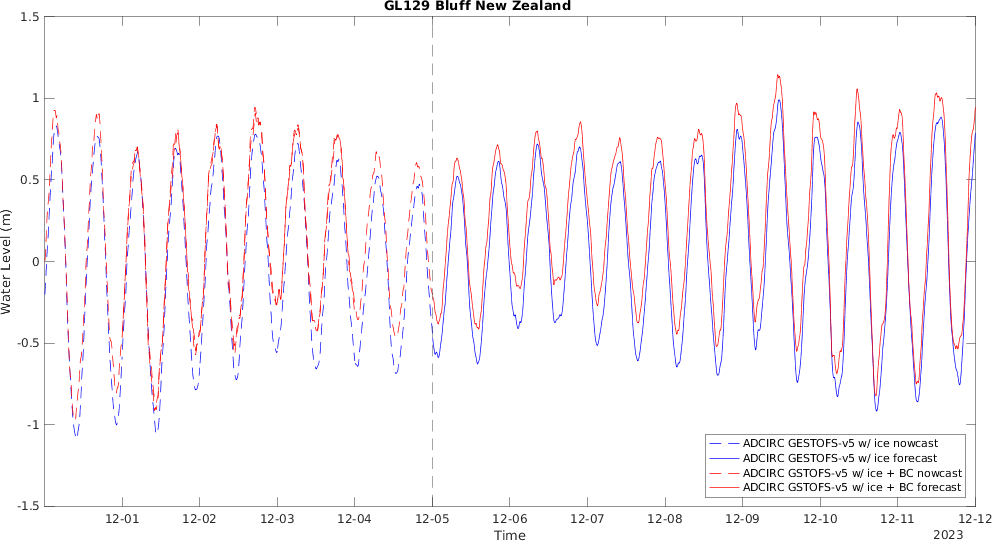 GL129 Bluff New Zealand
1.5
1
0.5
0
-0.5
-1
-1.5
Water Level (m)
12-01 12-02 12-03 12-04 12-05 12-06 12-07 12-08 12-09 12-10 12-11 12-12
Time
2023
ADCIRC GESTOFS-v5 w/ ice nowcast
ADCIRC GESTOFS-v5 w/ ice forecast
ADCIRC GSTOFS-v5 w/ ice + BC nowcast
ADCIRC GSTOFS-v5 w/ ice + BC forecast